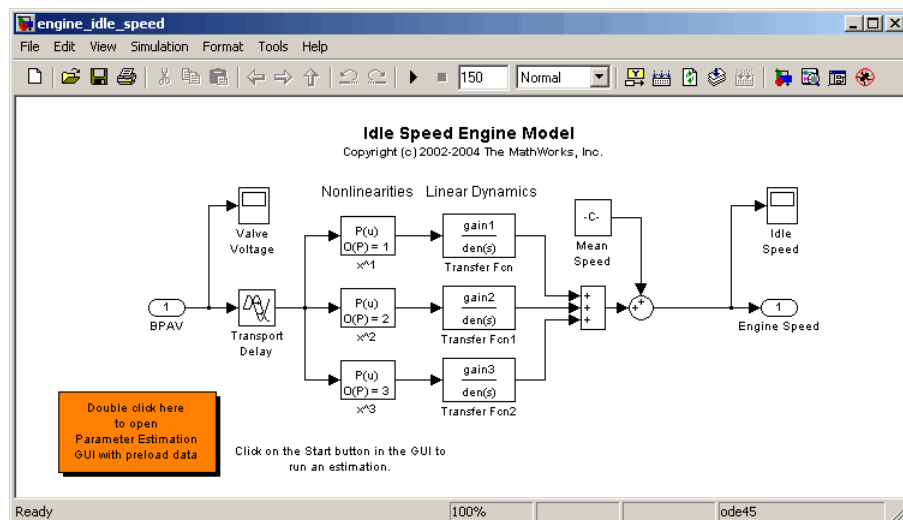 engine_idle_speed
File Edit View Simulation Format Tools Help
150 Normal
Idle Speed Engine Model
Copyright (c) 2002-2004 The MathWorks, Inc.
Nonlinearities Linear Dynamics
Valve
Voltage
P(u)
O(P) = 1
x^1
gain1
den(s)
Transfer Fcn
-C-
Mean
Speed
Idle
Speed
1
BPAV
Transport
Delay
P(u)
O(P) = 2
x^2
gain2
den(s)
Transfer Fcn1
1
Engine Speed
P(u)
O(P) = 3
x^3
gain3
den(s)
Transfer Fcn2
Double click here
to open
Parameter Estimation
GUI with preload data
Click on the Start button in the GUI to
run an estimation.
Ready 100% ode45